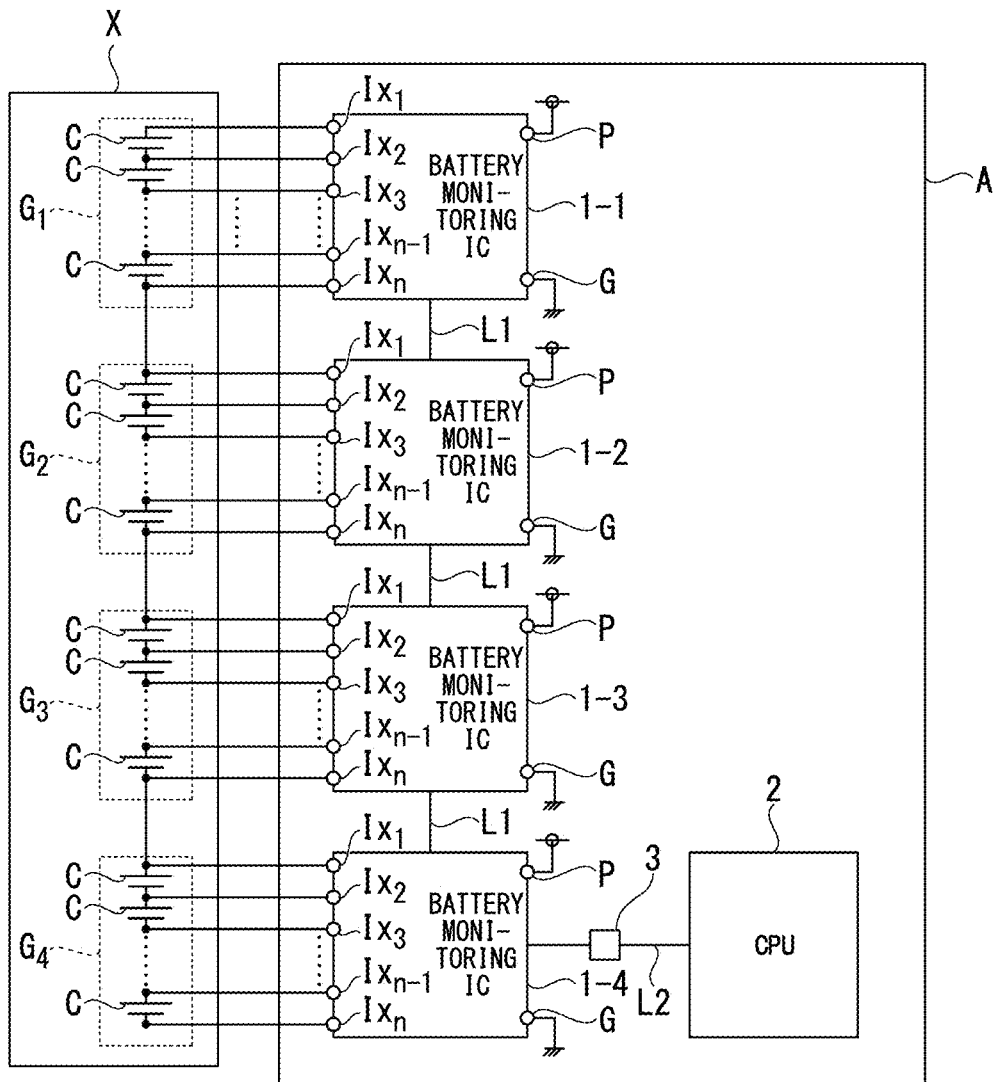 X
A
C
C
C
G1
Ix1
Ix2
Ix3
Ixn-1
Ixn
BATTERY
MONI-
TORING
IC
P
1-1
G
L1
C
C
C
G2
Ix1
Ix2
Ix3
Ixn-1
Ixn
BATTERY
MONI-
TORING
IC
P
1-2
G
L1
C
C
C
G3
Ix1
Ix2
Ix3
Ixn-1
Ixn
BATTERY
MONI-
TORING
IC
P
1-3
G
L1
C
C
C
G4
Ix1
Ix2
Ix3
Ixn-1
Ixn
BATTERY
MONI-
TORING
IC
P
1-4
G
3
L2
2
CPU